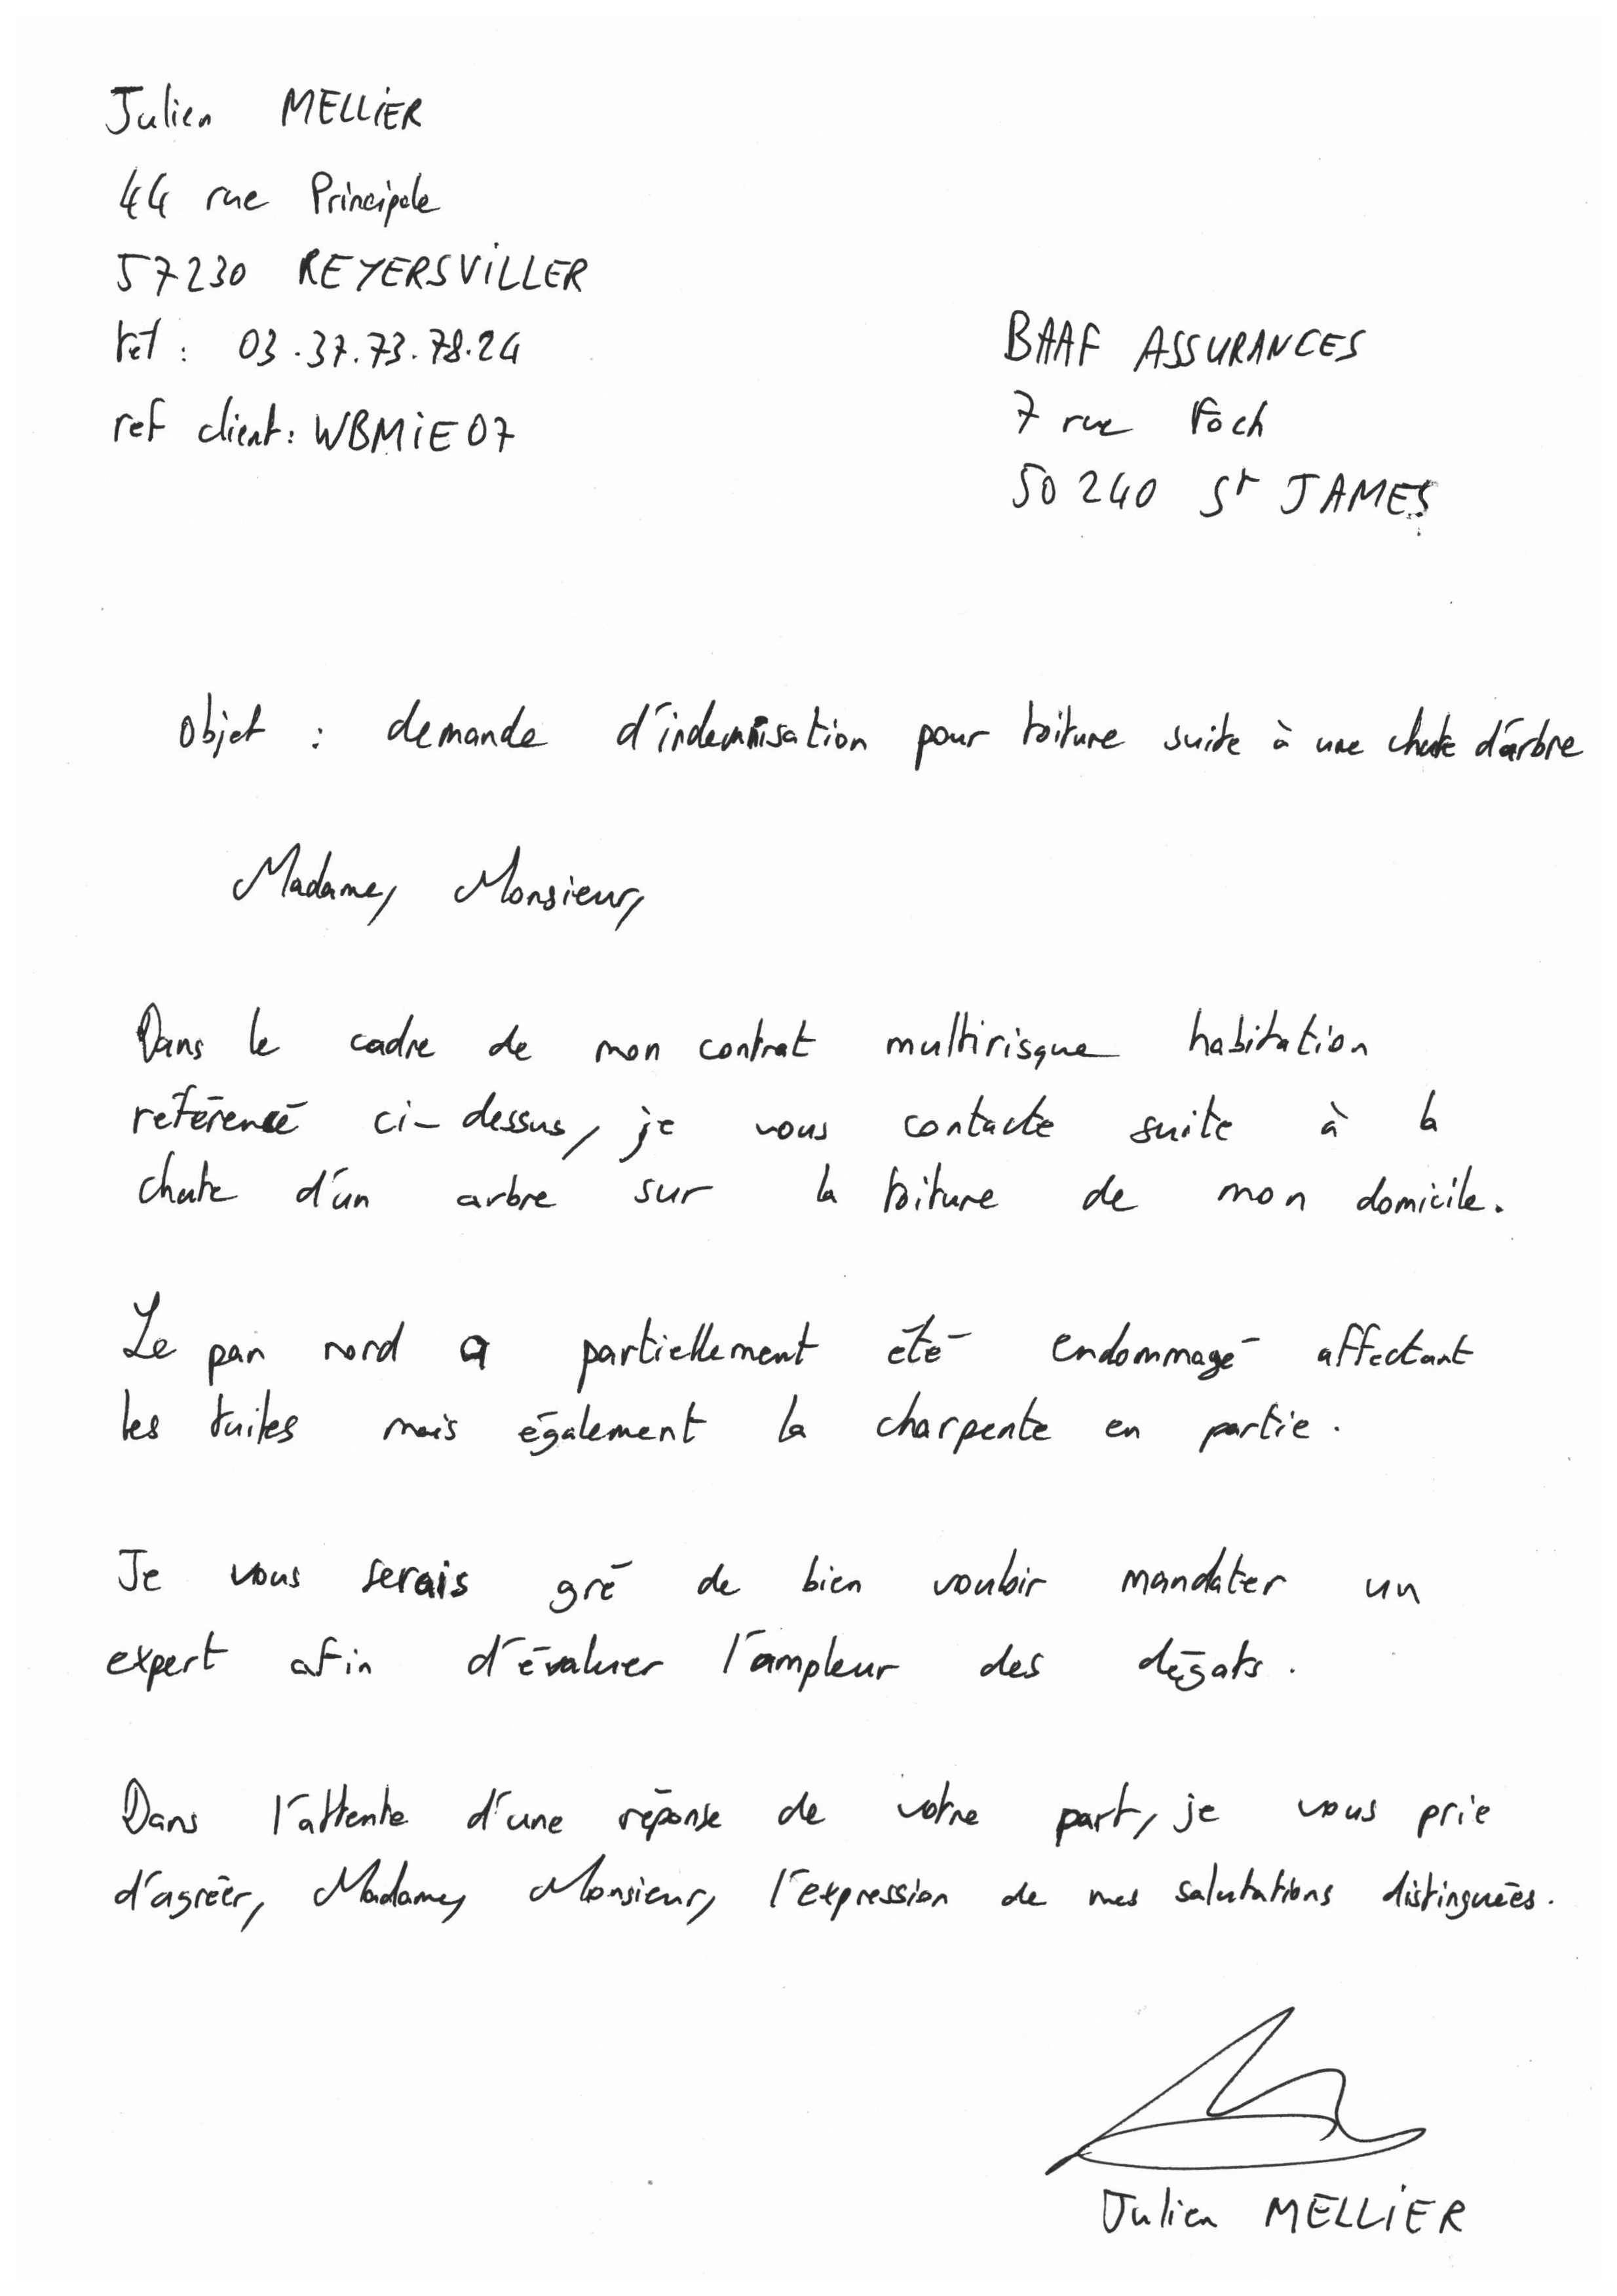 Julien MELLIER
44 rue Principale
57230 REYERSVILLER
tel : 03.37.73.78.24
ref client : WBMIE07
BAAF ASSURANCES
7 rue Foch
50240 St JAMES
Objet : demande d'indemnisation pour toiture suite à une chute d'arbre
Madame, Monsieur,
Dans le cadre de mon contrat multirisque habitation
référencé ci-dessus, je vous contacte suite à la
chute d'un arbre sur la toiture de mon domicile.
Le pan nord a partiellement été endommagé affectant
les tuiles mais également la charpente en partie.
Je vous serais gré de bien vouloir mandater un
expert afin d'évaluer l'ampleur des dégats.
Dans l'attente d'une réponse de votre part, je vous prie
d'agréer, Madame, Monsieur, l'expression de mes salutations distinguées.
Julien MELLIER